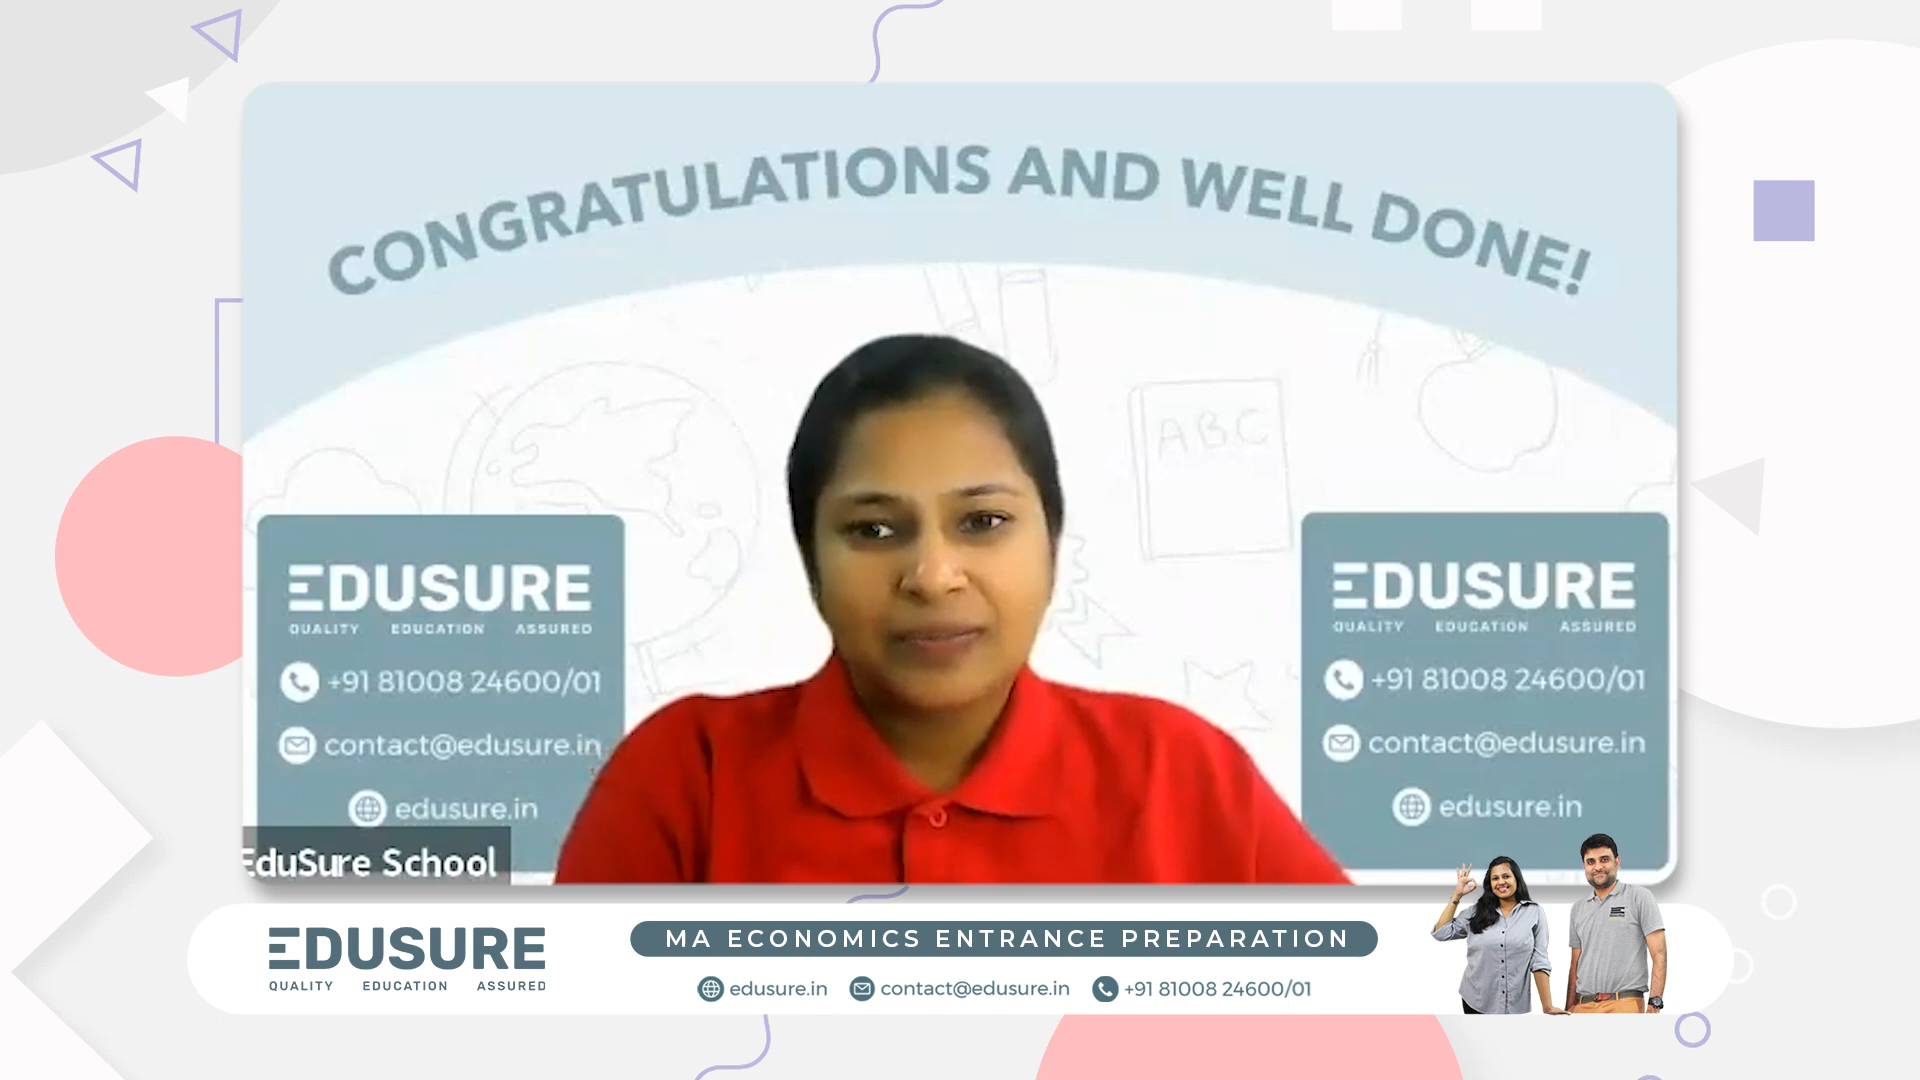 CONGRATULATIONS AND WELL DONE!
ABC
EDUSURE
QUALITY EDUCATION ASSURED
+91 81008 24600/01
contact@edusure.in
edusure.in
EduSure School
EDUSURE
QUALITY EDUCATION ASSURED
+91 81008 24600/01
contact@edusure.in
edusure.in
EDUSURE
QUALITY EDUCATION ASSURED
MA ECONOMICS ENTRANCE PREPARATION
edusure.in contact@edusure.in +91 81008 24600/01